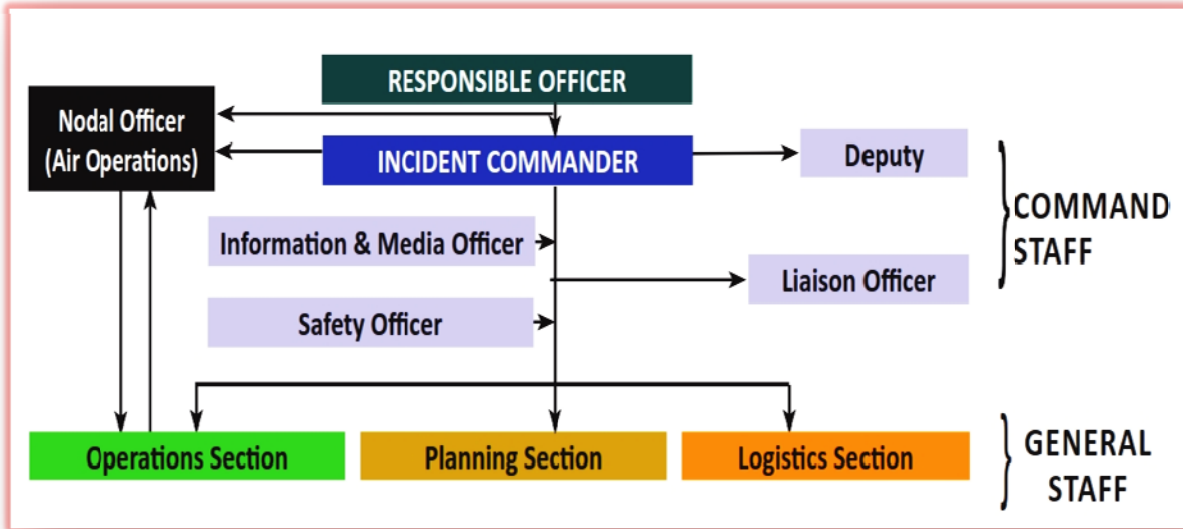 RESPONSIBLE OFFICER
Nodal Officer
(Air Operations)
INCIDENT COMMANDER
Deputy
COMMAND
STAFF
Information & Media Officer
Liaison Officer
Safety Officer
Operations Section
Planning Section
Logistics Section
GENERAL
STAFF